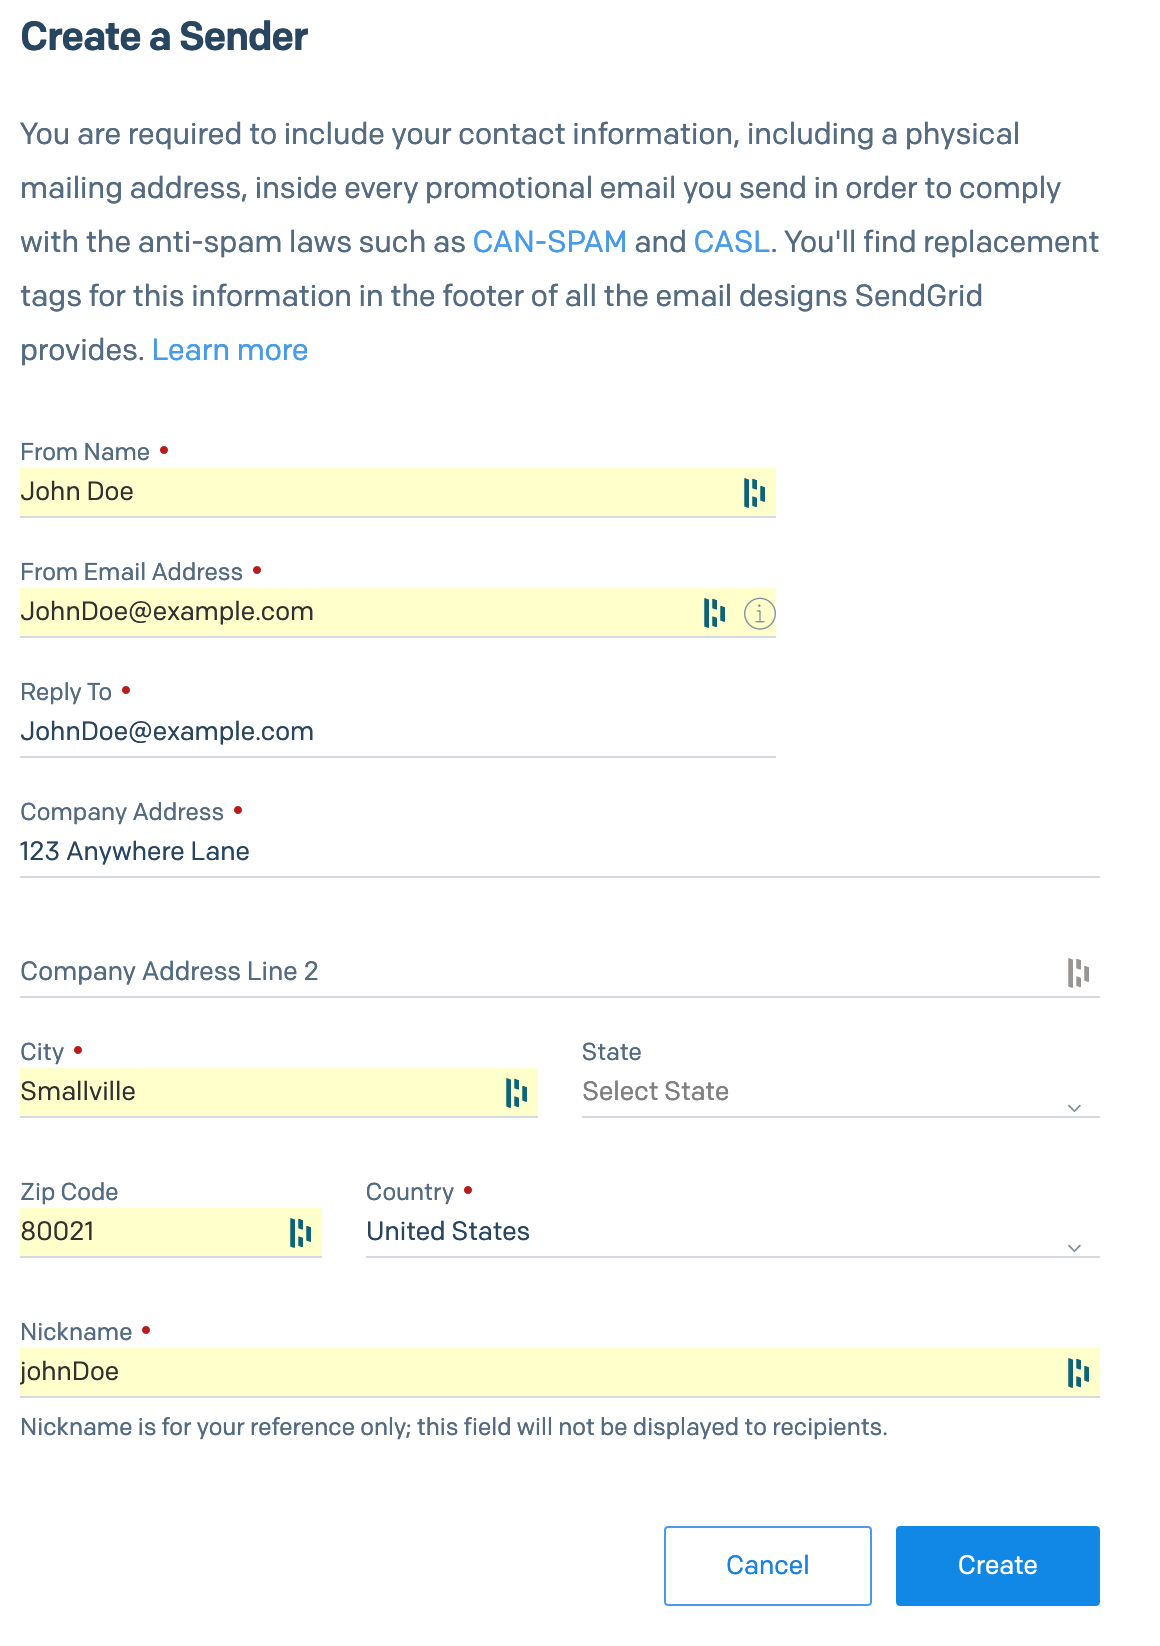 Create a Sender
You are required to include your contact information, including a physical
mailing address, inside every promotional email you send in order to comply
with the anti-spam laws such as CAN-SPAM and CASL. You'll find replacement
tags for this information in the footer of all the email designs SendGrid
provides. Learn more
From Name •
John Doe
From Email Address •
JohnDoe@example.com
Reply To •
JohnDoe@example.com
Company Address •
123 Anywhere Lane
Company Address Line 2
City • State
Smallville Select State
Zip Code Country •
80021 United States
Nickname •
johnDoe
Nickname is for your reference only; this field will not be displayed to recipients.
Cancel Create